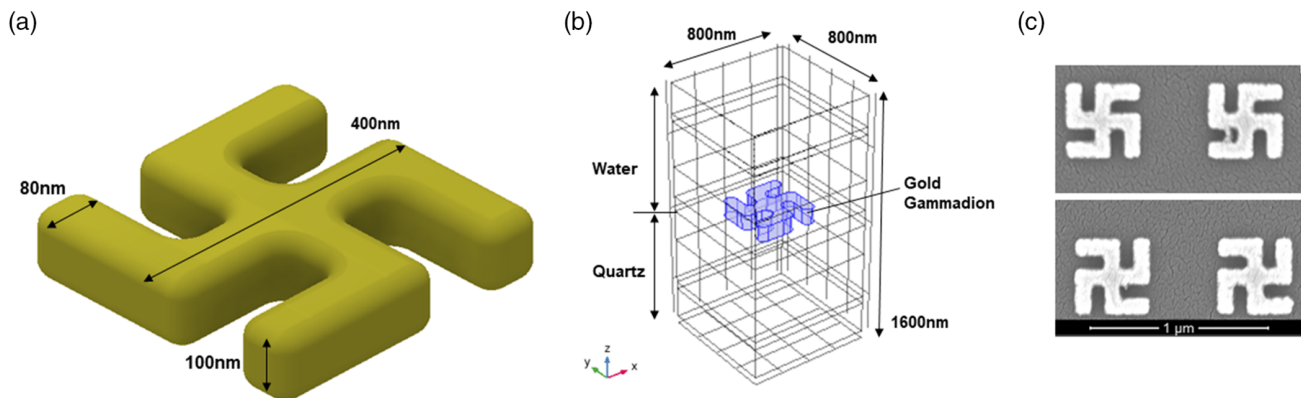 (a)
400nm
80nm
100nm
(b)
800nm
800nm
Water
Gold
Gammadion
Quartz
1600nm
z
y
x
(c)
1 μm